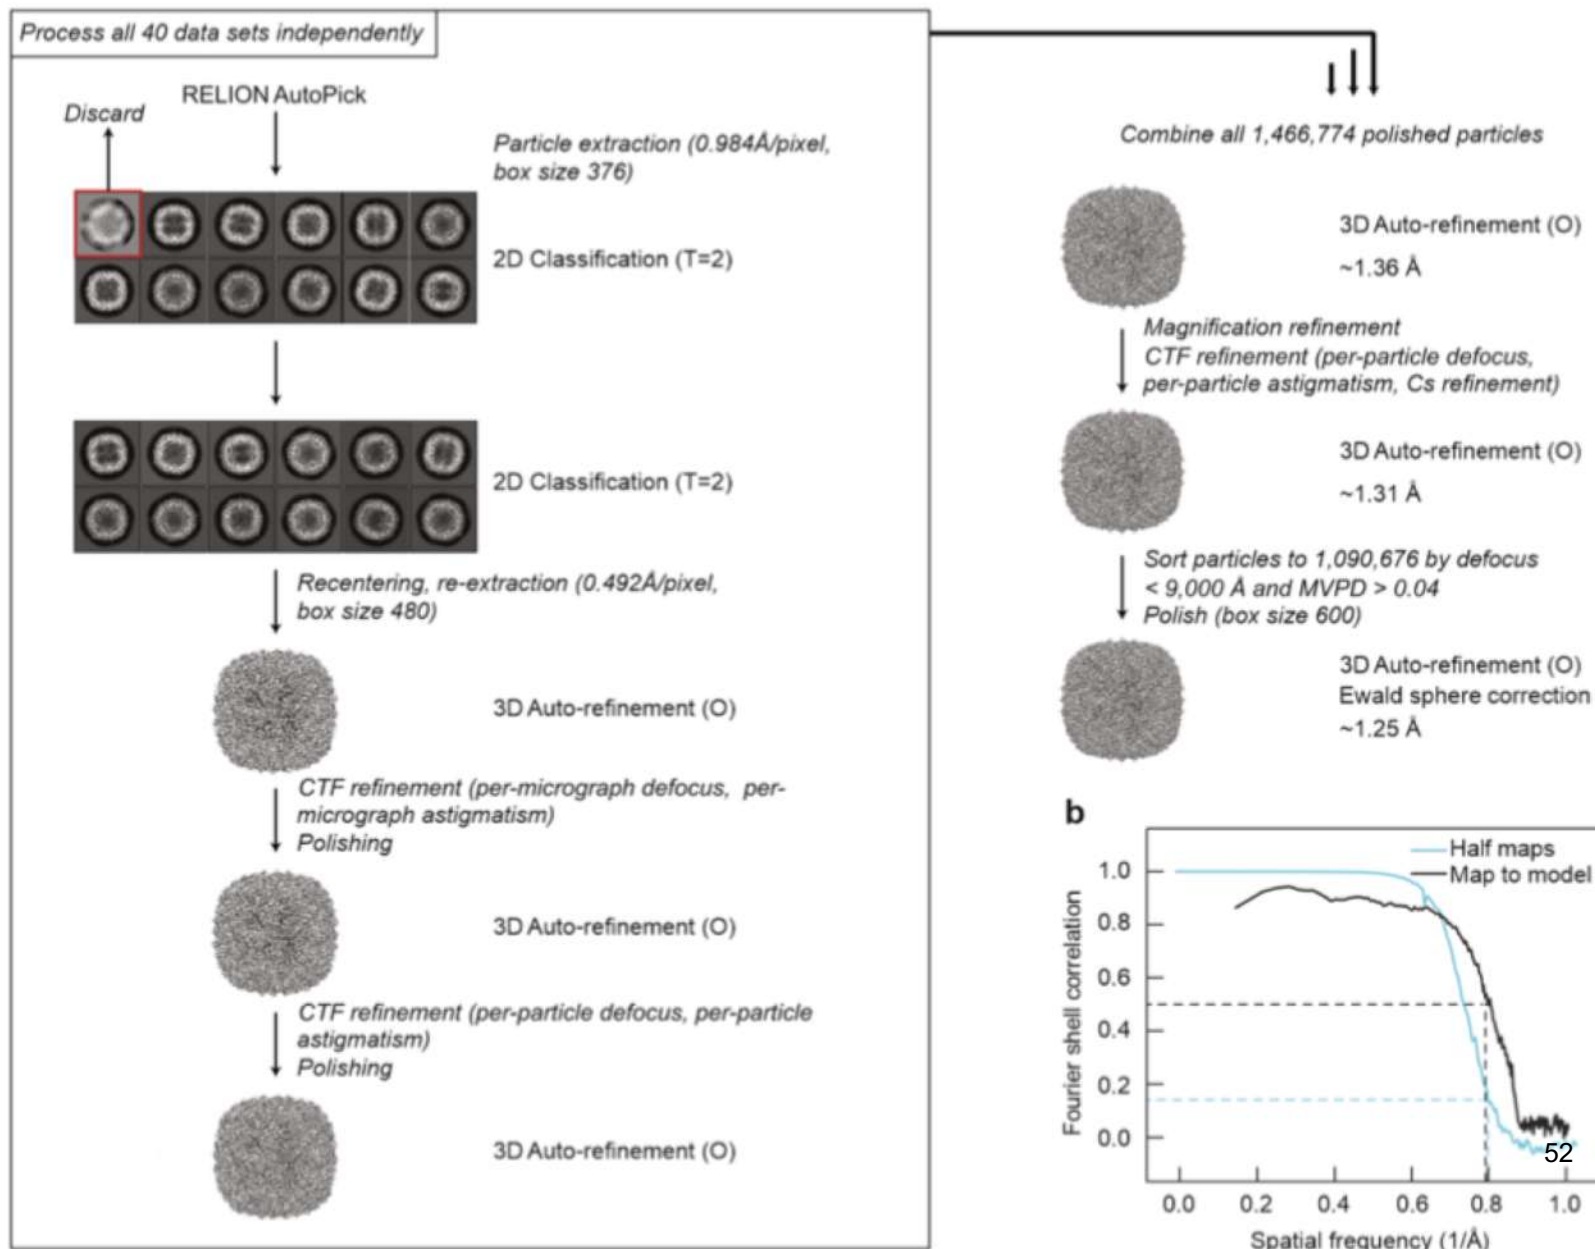 Process all 40 data sets independently
RELION AutoPick
Discard
Particle extraction (0.984Å/pixel,
box size 376)
2D Classification (T=2)
2D Classification (T=2)
Recentering, re-extraction (0.492Å/pixel,
box size 480)
3D Auto-refinement (O)
CTF refinement (per-micrograph defocus, per-
micrograph astigmatism)
Polishing
3D Auto-refinement (O)
CTF refinement (per-particle defocus, per-particle
astigmatism)
Polishing
3D Auto-refinement (O)
Combine all 1,466,774 polished particles
3D Auto-refinement (O)
~1.36 Å
Magnification refinement
CTF refinement (per-particle defocus,
per-particle astigmatism, Cs refinement)
3D Auto-refinement (O)
~1.31 Å
Sort particles to 1,090,676 by defocus
< 9,000 Å and MVPD > 0.04
Polish (box size 600)
3D Auto-refinement (O)
Ewald sphere correction
~1.25 Å
b
Half maps
Map to model
Fourier shell correlation
1.0
0.8
0.6
0.4
0.2
0.0
52
0.0 0.2 0.4 0.6 0.8 1.0
Spatial frequency (1/Å)